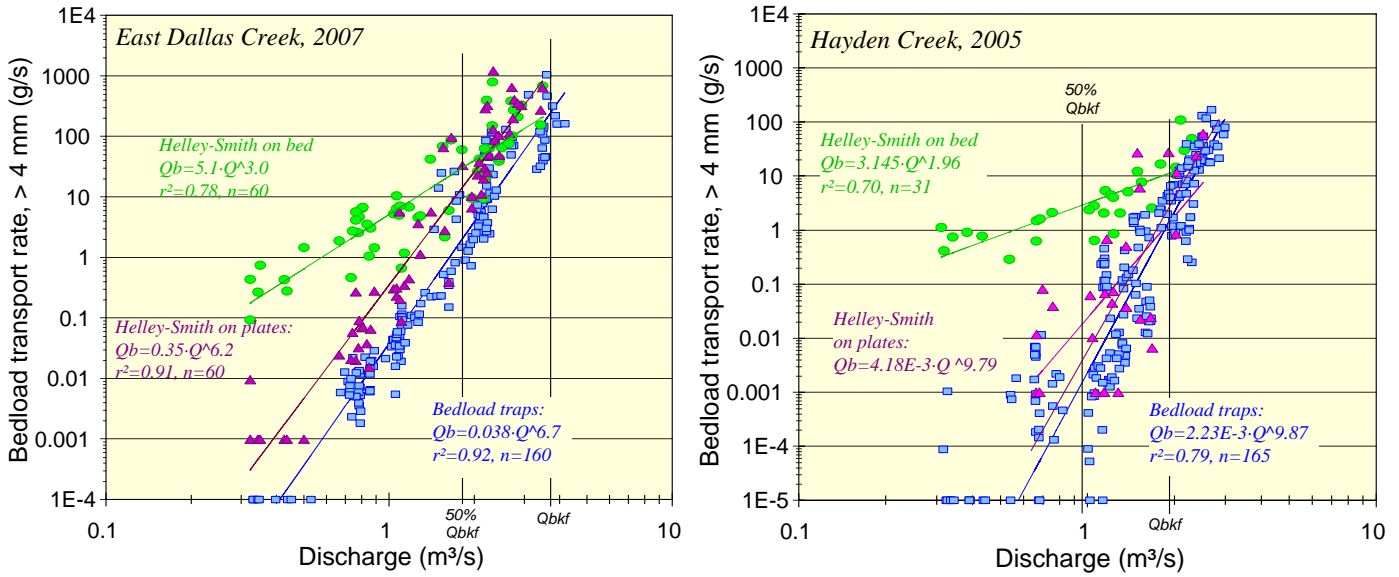 East Dallas Creek, 2007
Bedload transport rate, > 4 mm (g/s)
1E+4
1000
100
10
1
0.1
0.01
0.001
1E-4
Helley-Smith on bed
Qb=5.1·Q^3.0
r²=0.78, n=60
Helley-Smith on plates:
Qb=0.35·Q^6.2
r²=0.91, n=60
Bedload traps:
Qb=0.038·Q^6.7
r²=0.92, n=160
0.1
1
50%
Qbkf
Qbkf
10
Discharge (m³/s)
Hayden Creek, 2005
Bedload transport rate, > 4 mm (g/s)
1E+4
1000
100
10
1
0.1
0.01
0.001
1E-4
1E-5
50%
Qbkf
Helley-Smith on bed
Qb=3.145·Q^1.96
r²=0.70, n=31
Helley-Smith
on plates:
Qb=4.18E-3·Q ^9.79
Bedload traps:
Qb=2.23E-3·Q^9.87
r²=0.79, n=165
0.1
1
Qbkf
10
Discharge (m³/s)